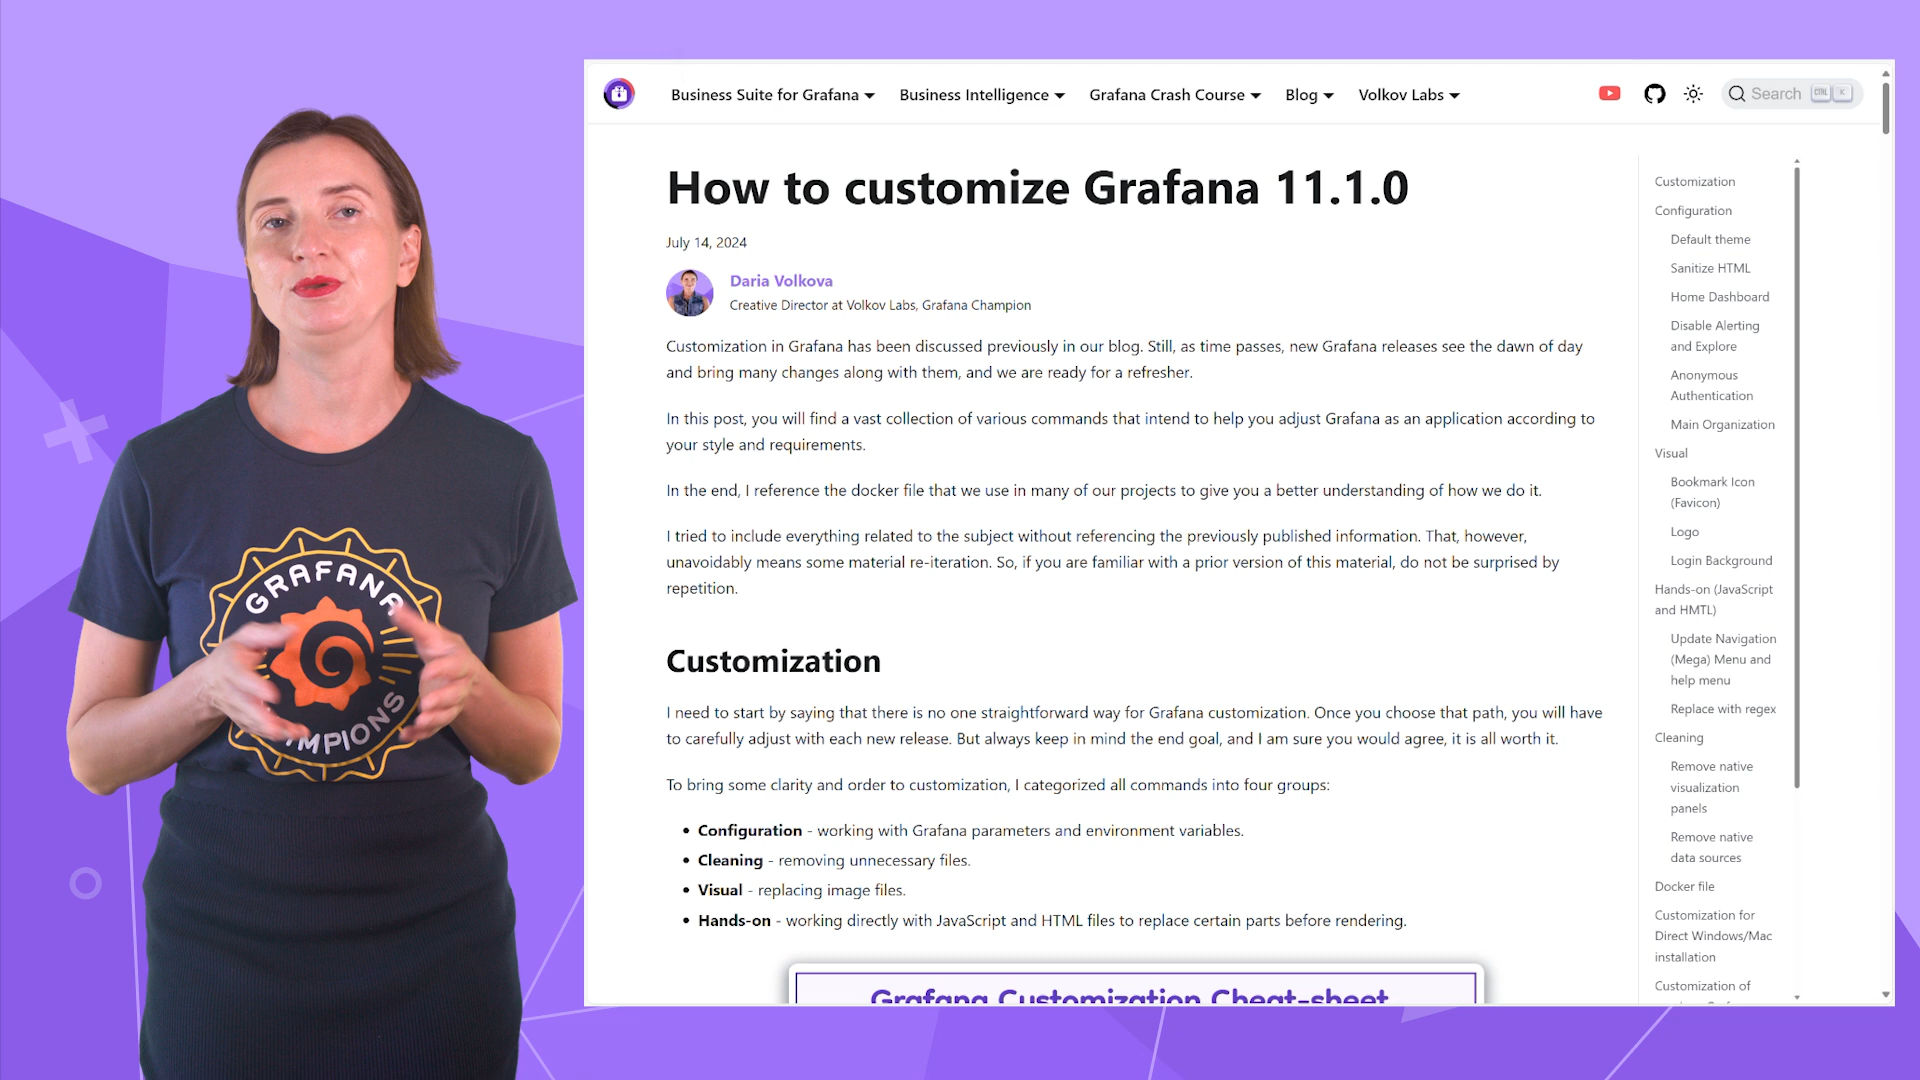 GRAFANA
MPIONS
Business Suite for Grafana
Business Intelligence
Grafana Crash Course
Blog
Volkov Labs
Search
CTRL
K
How to customize Grafana 11.1.0
July 14, 2024
Daria Volkova
Creative Director at Volkov Labs, Grafana Champion
Customization in Grafana has been discussed previously in our blog. Still, as time passes, new Grafana releases see the dawn of day
and bring many changes along with them, and we are ready for a refresher.
In this post, you will find a vast collection of various commands that intend to help you adjust Grafana as an application according to
your style and requirements.
In the end, I reference the docker file that we use in many of our projects to give you a better understanding of how we do it.
I tried to include everything related to the subject without referencing the previously published information. That, however,
unavoidably means some material re-iteration. So, if you are familiar with a prior version of this material, do not be surprised by
repetition.
Customization
I need to start by saying that there is no one straightforward way for Grafana customization. Once you choose that path, you will have
to carefully adjust with each new release. But always keep in mind the end goal, and I am sure you would agree, it is all worth it.
To bring some clarity and order to customization, I categorized all commands into four groups:
• Configuration - working with Grafana parameters and environment variables.
• Cleaning - removing unnecessary files.
• Visual - replacing image files.
• Hands-on - working directly with JavaScript and HTML files to replace certain parts before rendering.
Grafana Customization Cheat-sheet
Customization
Configuration
Default theme
Sanitize HTML
Home Dashboard
Disable Alerting
and Explore
Anonymous
Authentication
Main Organization
Visual
Bookmark Icon
(Favicon)
Logo
Login Background
Hands-on (JavaScript
and HMTL)
Update Navigation
(Mega) Menu and
help menu
Replace with regex
Cleaning
Remove native
visualization
panels
Remove native
data sources
Docker file
Customization for
Direct Windows/Mac
installation
Customization of